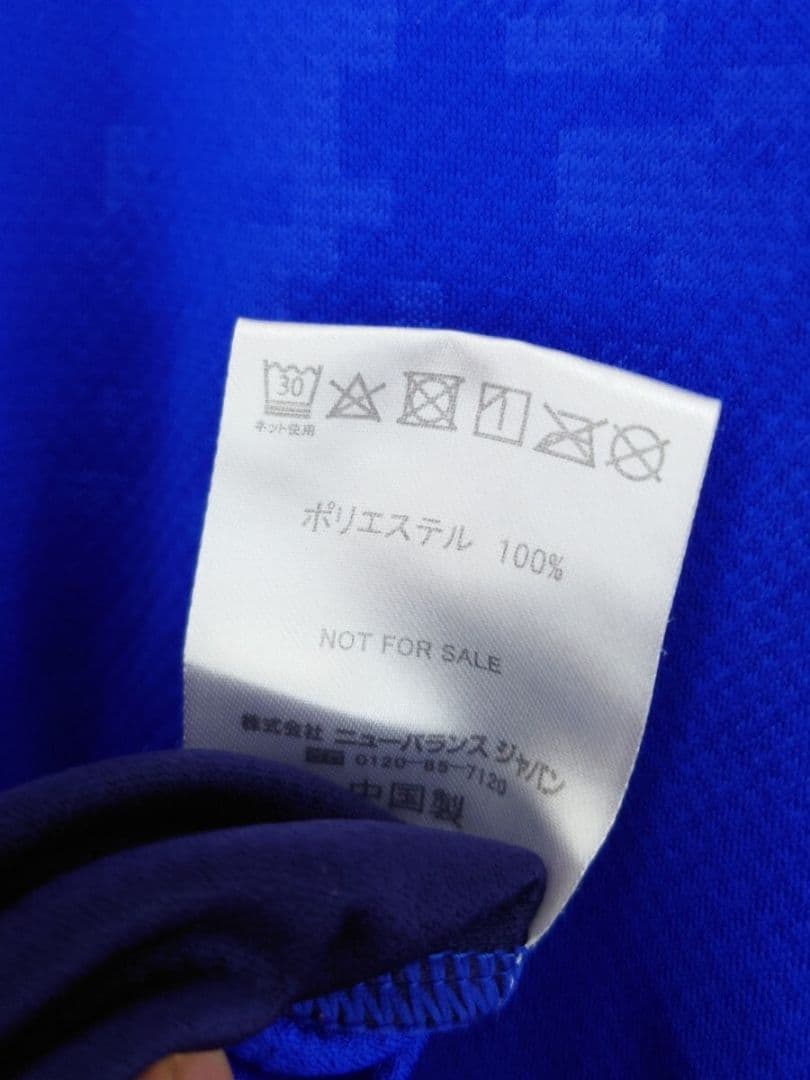 30
ネット使用
ポリエステル 100%
NOT FOR SALE
株式会社 ニューバランス ジャパン
0120-85-7120
中国製